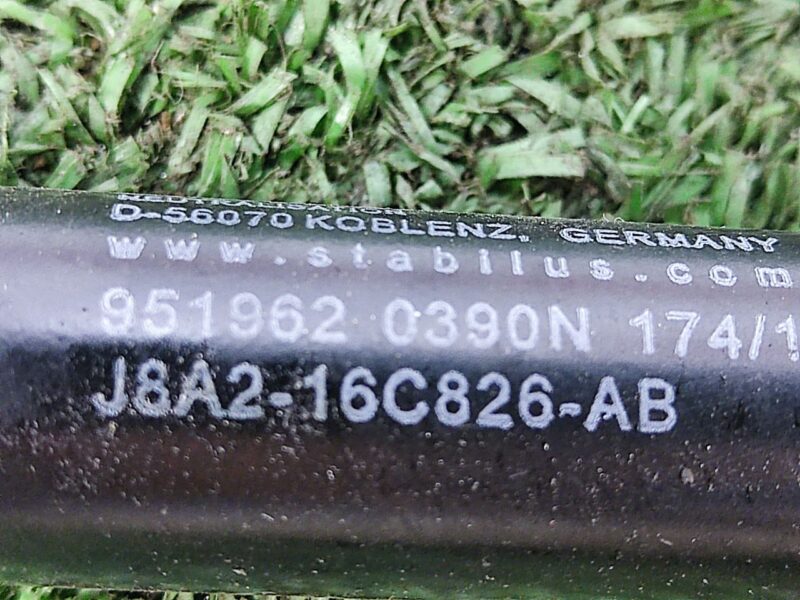 D-56070 KOBLENZ, GERMANY
www.stabilus.com
951962 0390N 174/1
J8A2-16C826-AB